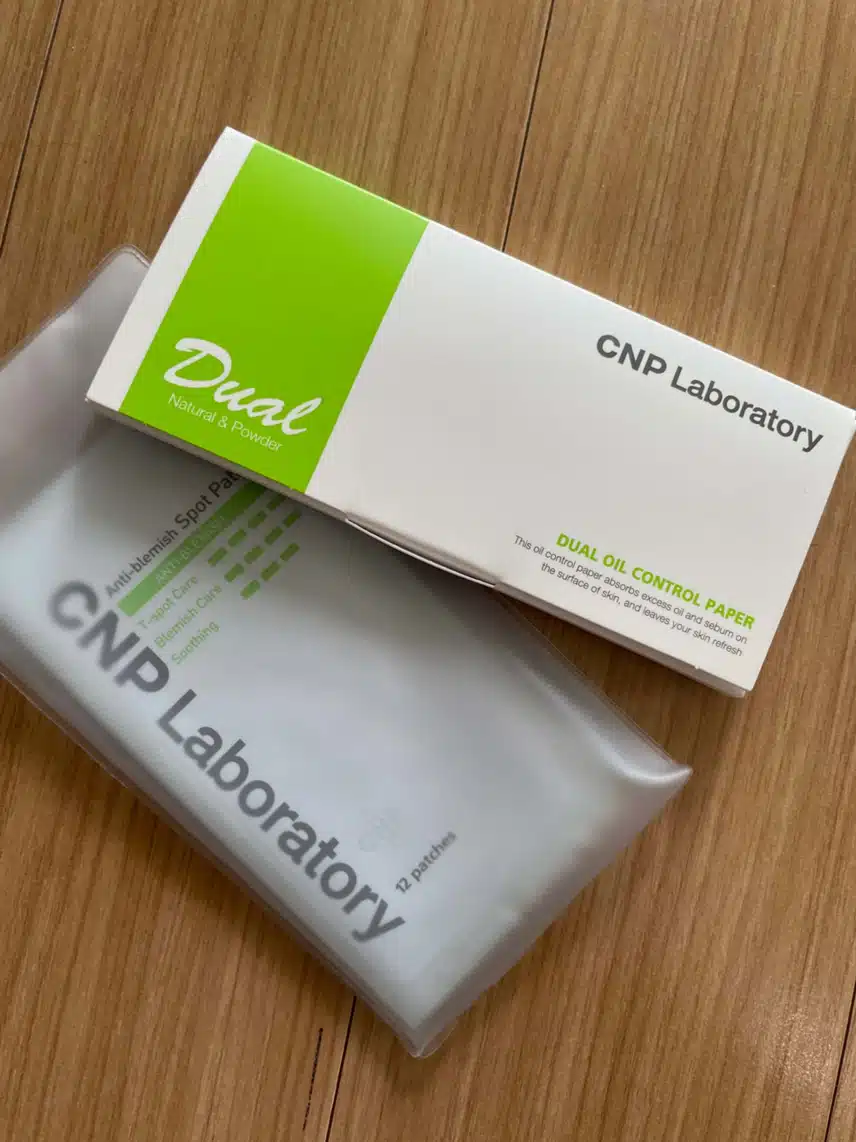 Dual
Natural & Powder
CNP Laboratory
DUAL OIL CONTROL PAPER
This oil control paper absorbs excess oil and sebum on
the surface of skin, and leaves your skin refresh
Anti-blemish Spot
ANTI-BLEMISH
T-spot Care
Blemish Care
Soothing
CNP Laboratory
12 patches